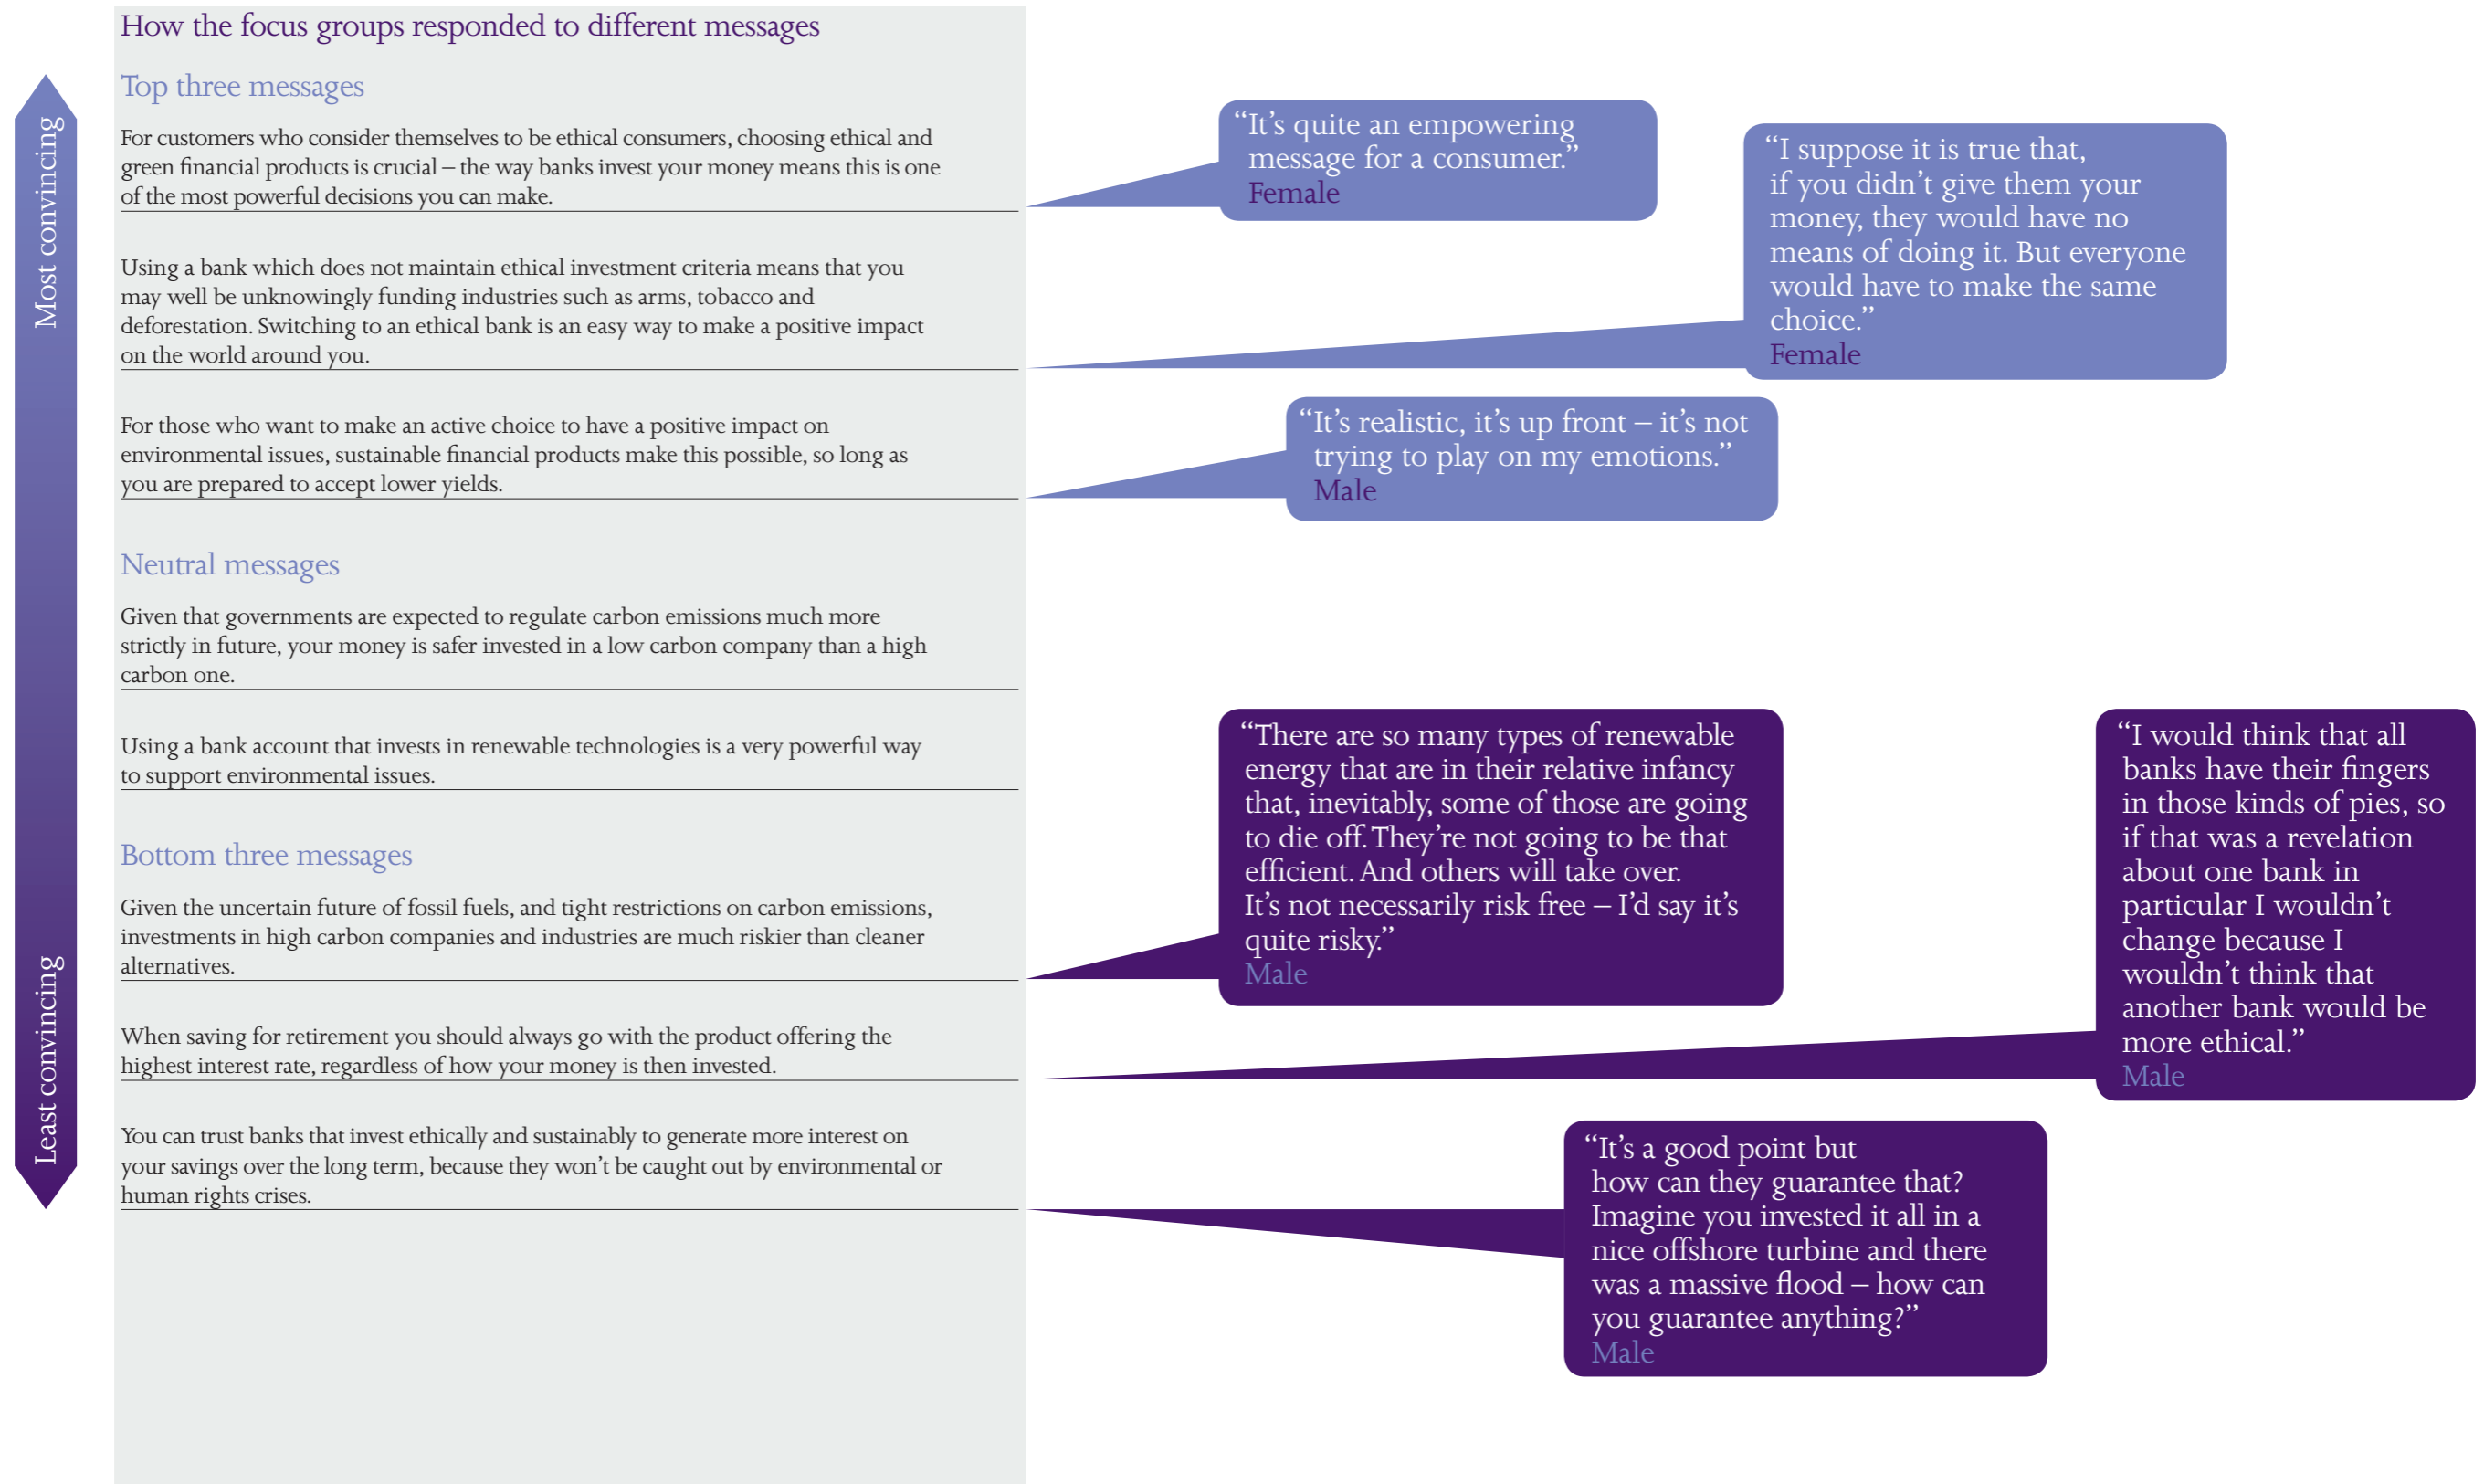 How the focus groups responded to different messages
Most convincing
Least convincing
Top three messages
For customers who consider themselves to be ethical consumers, choosing ethical and
green financial products is crucial – the way banks invest your money means this is one
of the most powerful decisions you can make.
“It’s quite an empowering
message for a consumer.”
Female
Using a bank which does not maintain ethical investment criteria means that you
may well be unknowingly funding industries such as arms, tobacco and
deforestation. Switching to an ethical bank is an easy way to make a positive impact
on the world around you.
“I suppose it is true that,
if you didn’t give them your
money, they would have no
means of doing it. But everyone
would have to make the same
choice.”
Female
For those who want to make an active choice to have a positive impact on
environmental issues, sustainable financial products make this possible, so long as
you are prepared to accept lower yields.
“It’s realistic, it’s up front – it’s not
trying to play on my emotions.”
Male
Neutral messages
Given that governments are expected to regulate carbon emissions much more
strictly in future, your money is safer invested in a low carbon company than a high
carbon one.
Using a bank account that invests in renewable technologies is a very powerful way
to support environmental issues.
Bottom three messages
Given the uncertain future of fossil fuels, and tight restrictions on carbon emissions,
investments in high carbon companies and industries are much riskier than cleaner
alternatives.
“There are so many types of renewable
energy that are in their relative infancy
that, inevitably, some of those are going
to die off. They’re not going to be that
efficient. And others will take over.
It’s not necessarily risk free – I’d say it’s
quite risky.”
Male
When saving for retirement you should always go with the product offering the
highest interest rate, regardless of how your money is then invested.
“I would think that all
banks have their fingers
in those kinds of pies, so
if that was a revelation
about one bank in
particular I wouldn’t
change because I
wouldn’t think that
another bank would be
more ethical.”
Male
You can trust banks that invest ethically and sustainably to generate more interest on
your savings over the long term, because they won’t be caught out by environmental or
human rights crises.
“It’s a good point but
how can they guarantee that?
Imagine you invested it all in a
nice offshore turbine and there
was a massive flood – how can
you guarantee anything?”
Male